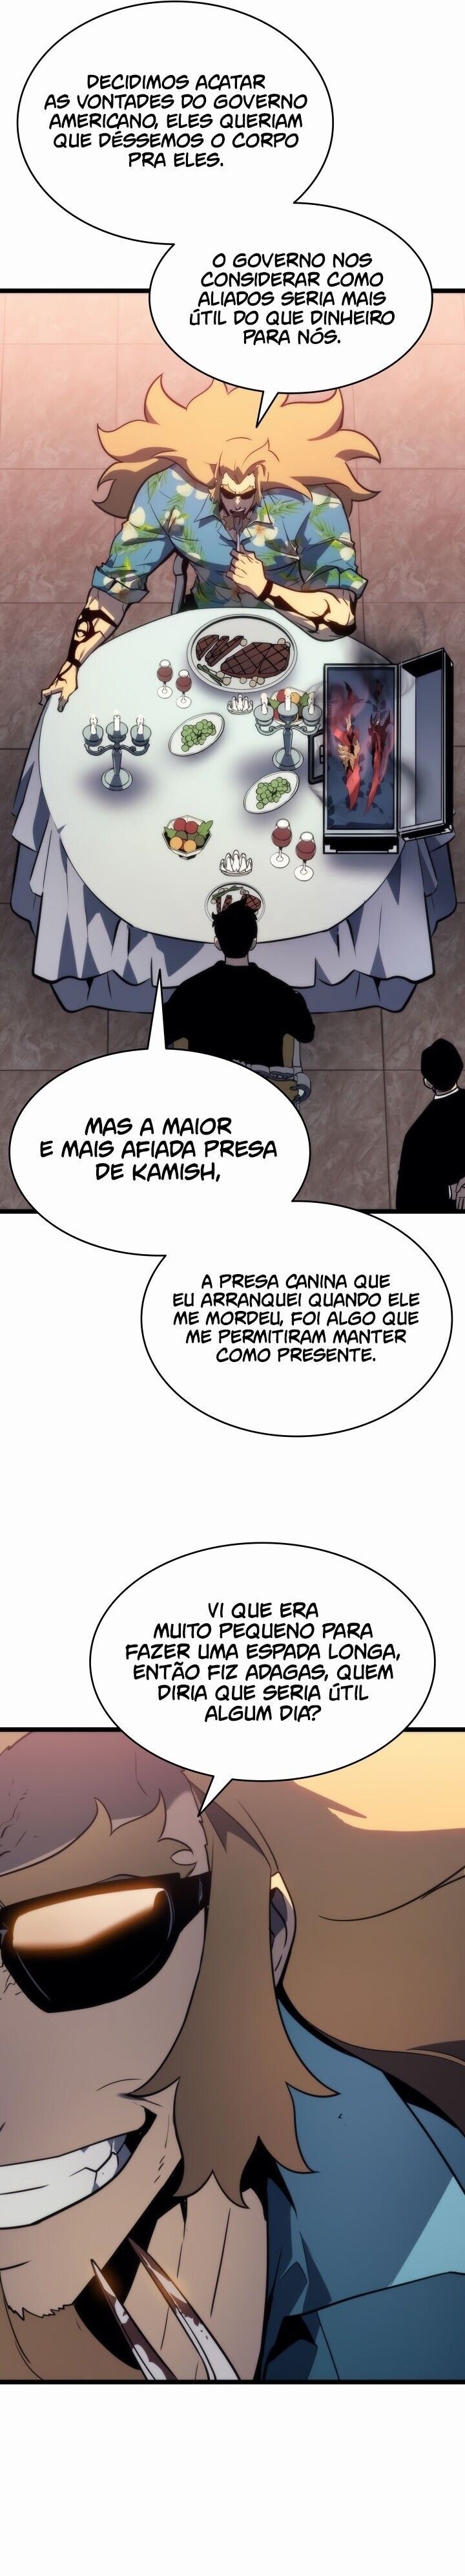 DECIDIMOS ACATAR
AS VONTADES DO GOVERNO
AMERICANO, ELES QUERIAM
QUE DÉSSEMOS O CORPO
PRA ELES.
O GOVERNO NOS
CONSIDERAR COMO
ALIADOS SERIA MAIS
ÚTIL DO QUE DINHEIRO
PARA NÓS.
MAS A MAIOR
E MAIS AFIADA PRESA
DE KAMISH,
A PRESA CANINA QUE
EU ARRANQUEI QUANDO ELE
ME MORDEU, FOI ALGO QUE
ME PERMITIRAM MANTER
COMO PRESENTE.
VI QUE ERA
MUITO PEQUENO PARA
FAZER UMA ESPADA LONGA,
ENTÃO FIZ ADAGAS, QUEM
DIRIA QUE SERIA ÚTIL
ALGUM DIA?